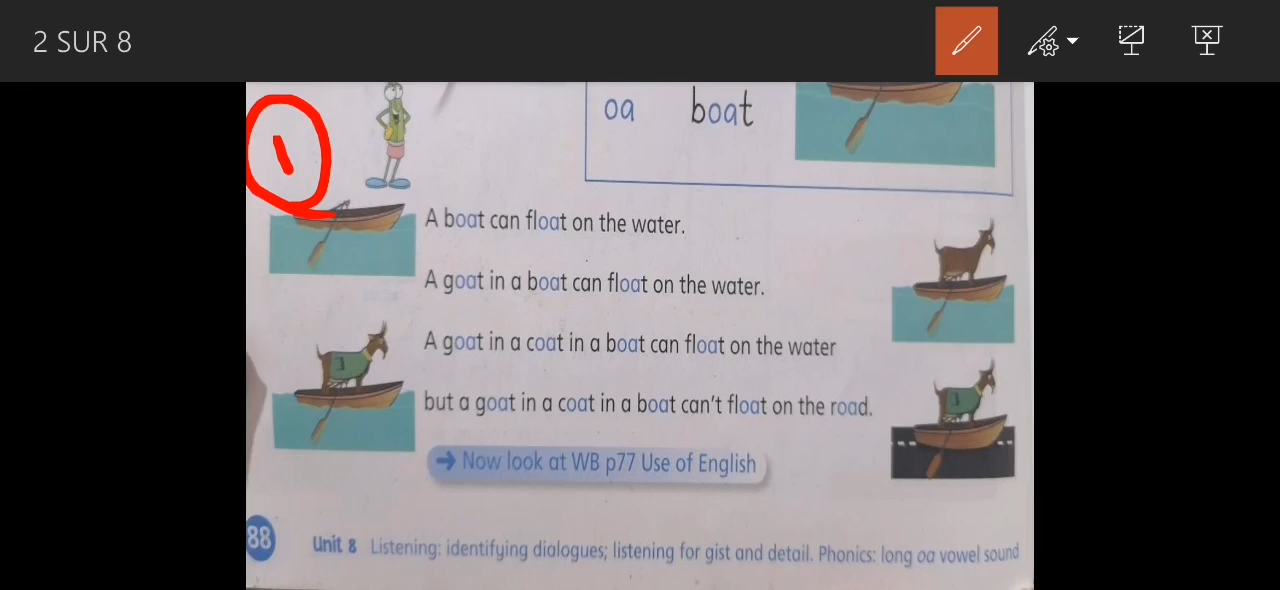 2 SUR 8
oa boat
A boat can float on the water.
A goat in a boat can float on the water.
A goat in a coat in a boat can float on the water
but a goat in a coat in a boat can't float on the road.
→ Now look at WB p77 Use of English
88 Unit 8 Listening: identifying dialogues; listening for gist and detail. Phonics: long oa vowel sound